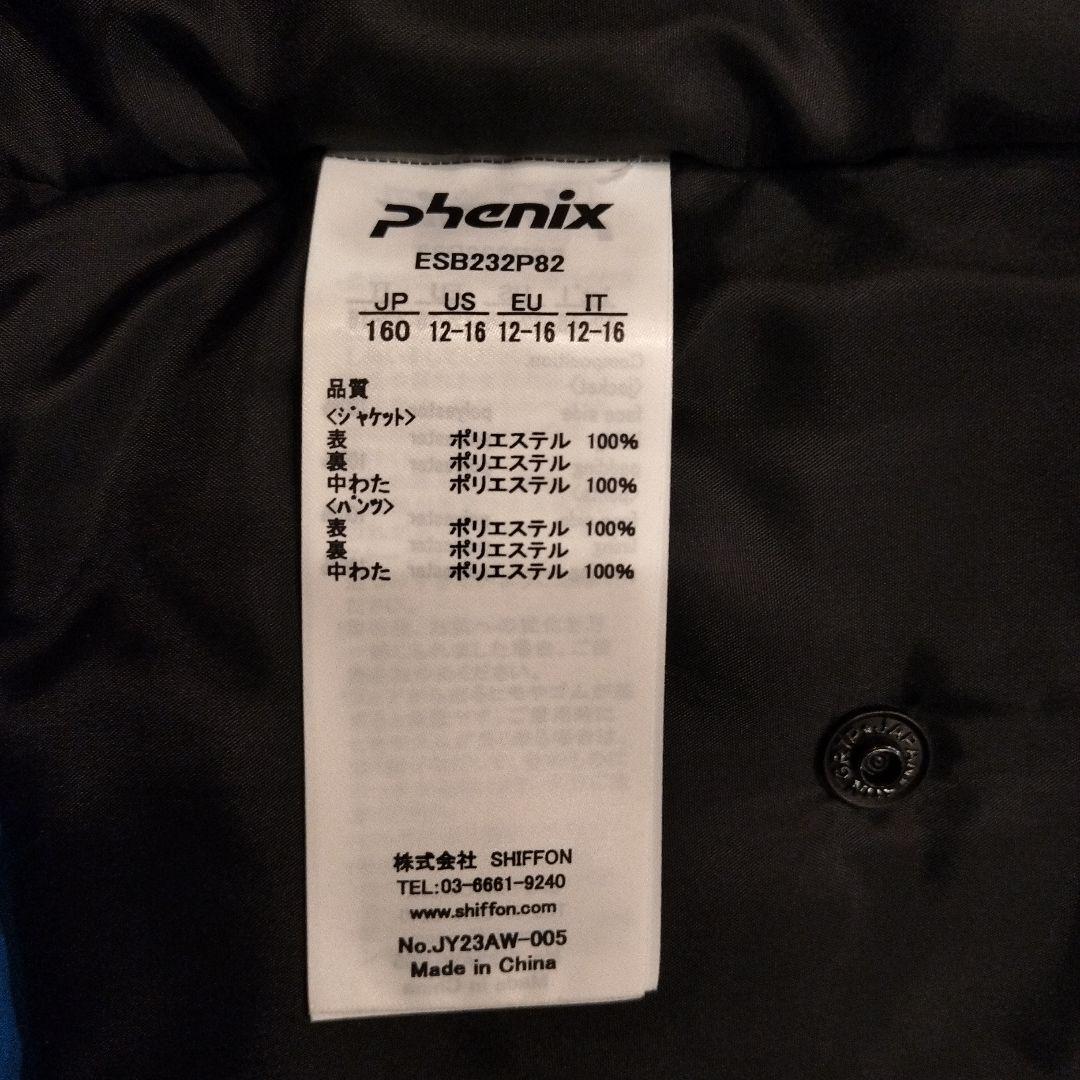 phenix
ESB232P82
JP US EU IT
160 12-16 12-16 12-16
品質
<ｼﾞｬｹｯﾄ>
表 ポリエステル 100%
裏 ポリエステル
中わた ポリエステル 100%
<ﾊﾟﾝﾂ>
表 ポリエステル 100%
裏 ポリエステル
中わた ポリエステル 100%
株式会社 SHIFFON
TEL:03-6661-9240
www.shiffon.com
No.JY23AW-005
Made in China
SUN GRIP★JAPAN